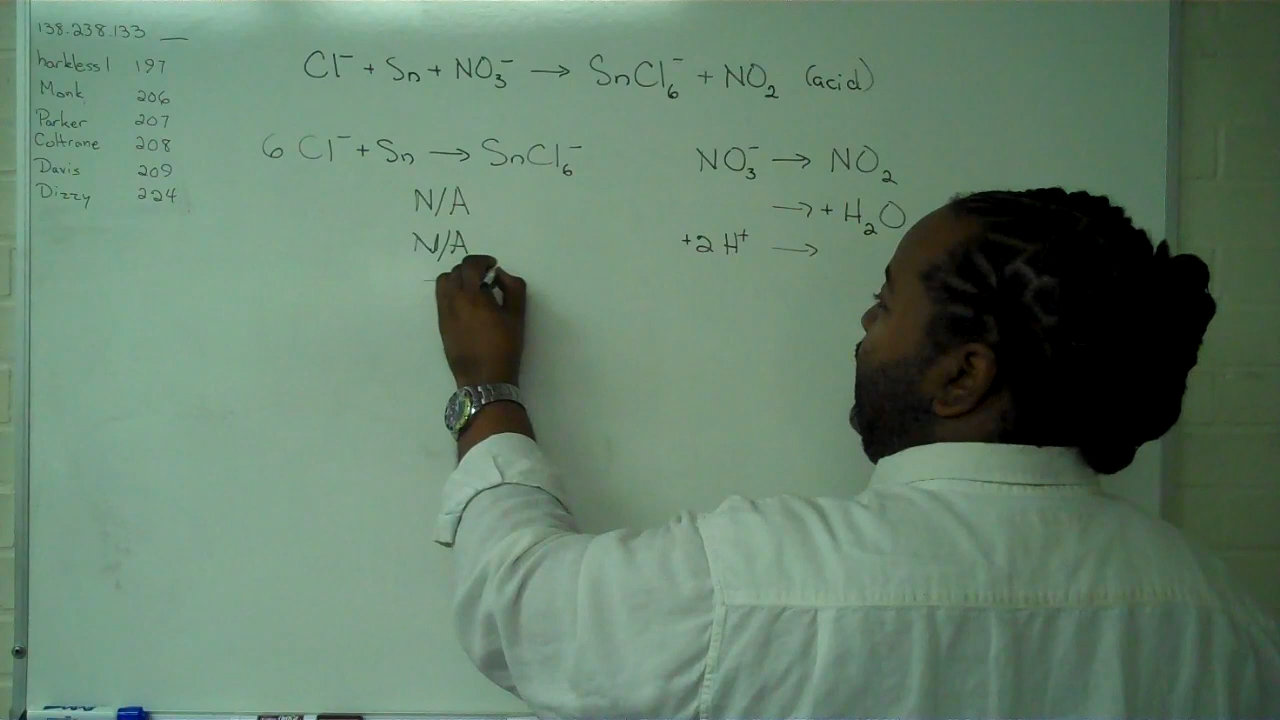 138.238.133 __
harkless1 197
Monk 206
Parker 207
Coltrane 208
Davis 209
Dizzy 224
Cl⁻ + Sn + NO₃⁻ → SnCl₆⁻ + NO₂ (acid)
6 Cl⁻ + Sn → SnCl₆⁻
N/A
N/A
NO₃⁻ → NO₂
→ + H₂O
+2 H⁺ →